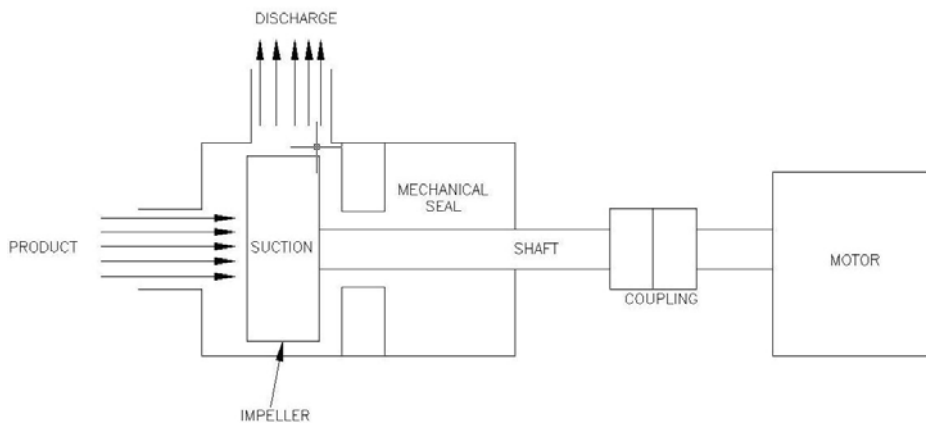 DISCHARGE
MECHANICAL
SEAL
PRODUCT
SUCTION
SHAFT
MOTOR
COUPLING
IMPELLER